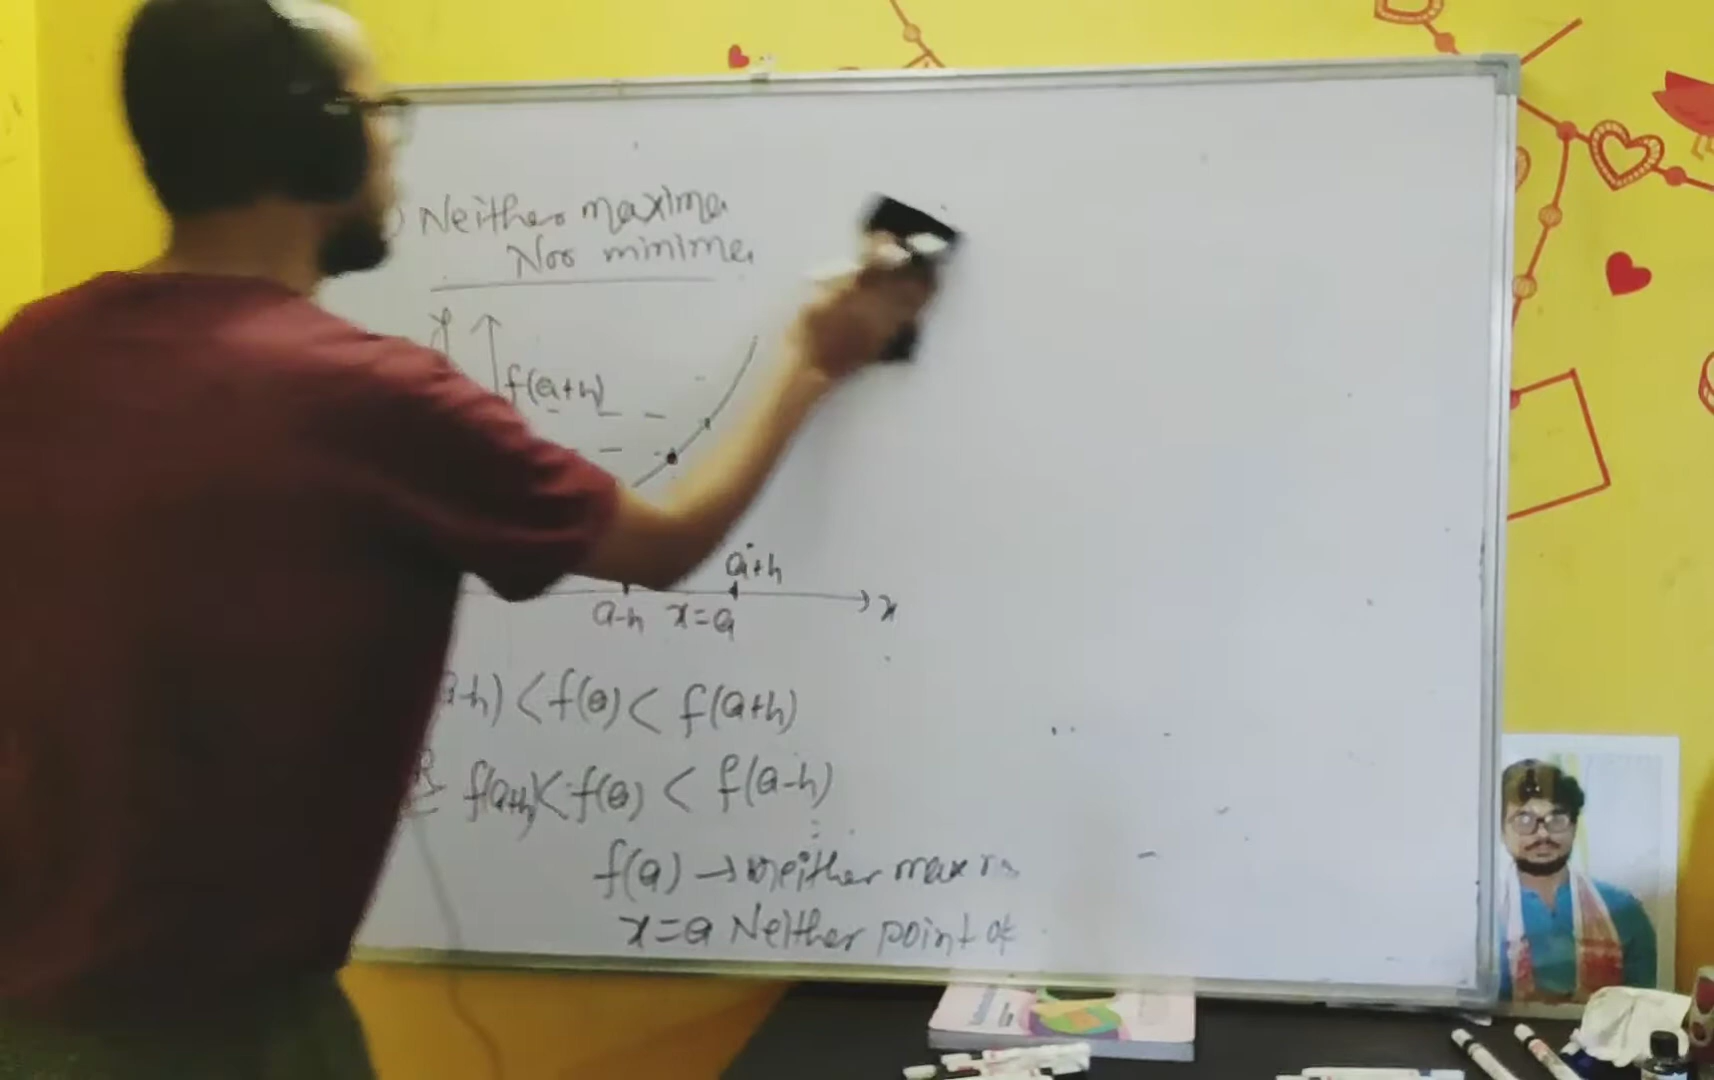 Neither maxima
Nor minima
y
f(a+h)
a+h
a-h x=a
x
a-h) < f(a) < f(a+h)
f(a+h) < f(a) < f(a-h)
f(a) → neither max
x=a Neither point of